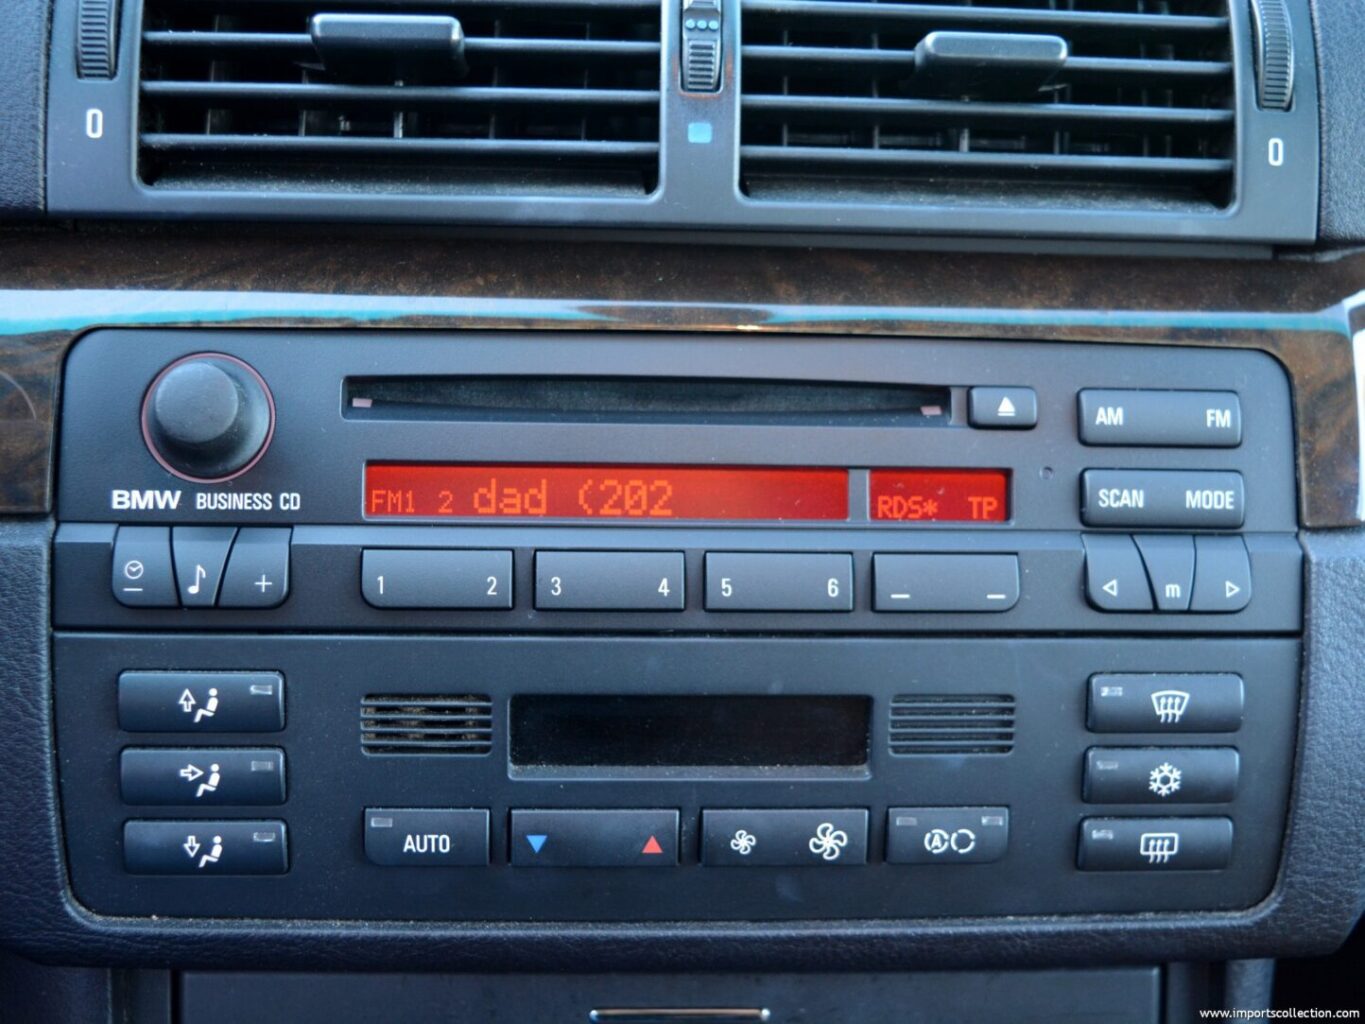 0
0
AM FM
BMW BUSINESS CD
FM1 2 dad (202 RDS* TP
SCAN MODE
1 2 3 4 5 6
m
AUTO
A
www.importscollection.com